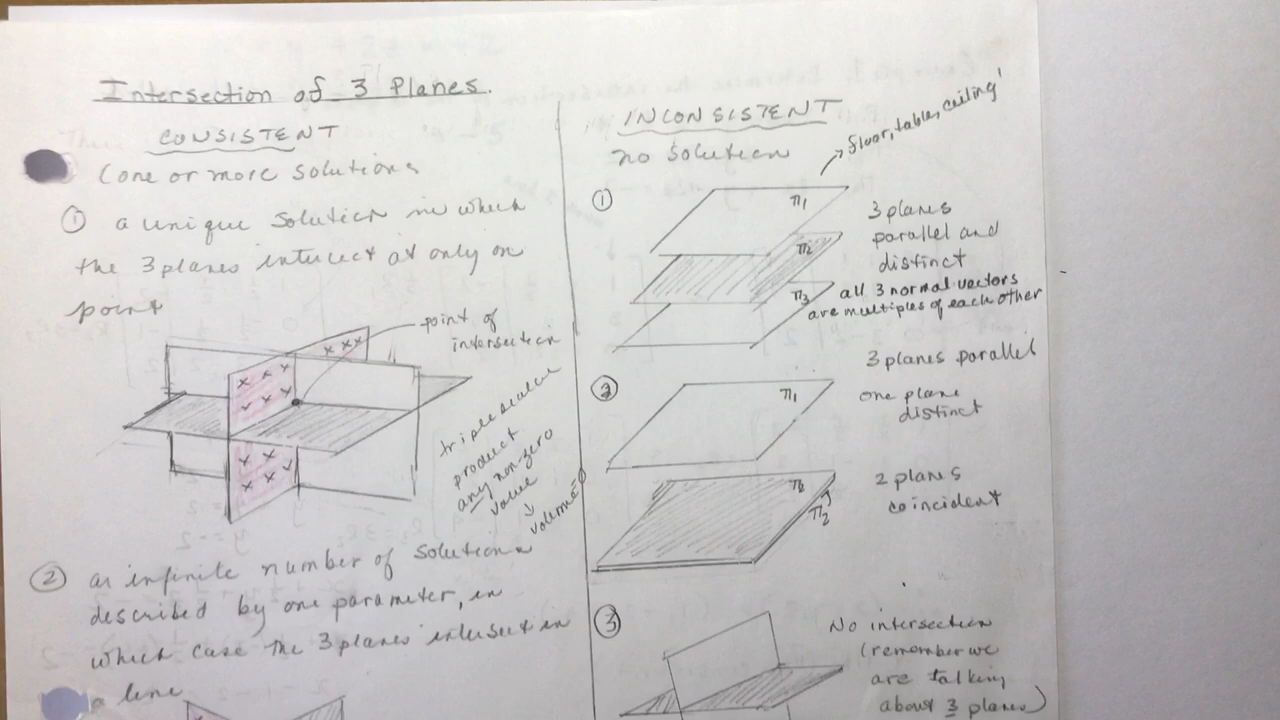 Intersection of 3 Planes.
CONSISTENT
(one or more solutions
① a unique solution in which
the 3 planes intersect at only on
point
point of
intersection
triple scalar
product
any non-zero
value
↓
② an infinite number of solutions
described by one parameter, in
which case the 3 planes intersect in
a line
INCONSISTENT
no solution
floor, table, ceiling'
①
π1
π2
π3
3 planes
parallel and
distinct
all 3 normal vectors
are multiples of each other
②
π1
3 planes parallel
one plane
distinct
π2
2 planes
coincident
③
No intersection
(remember we
are talking
about 3 planes)